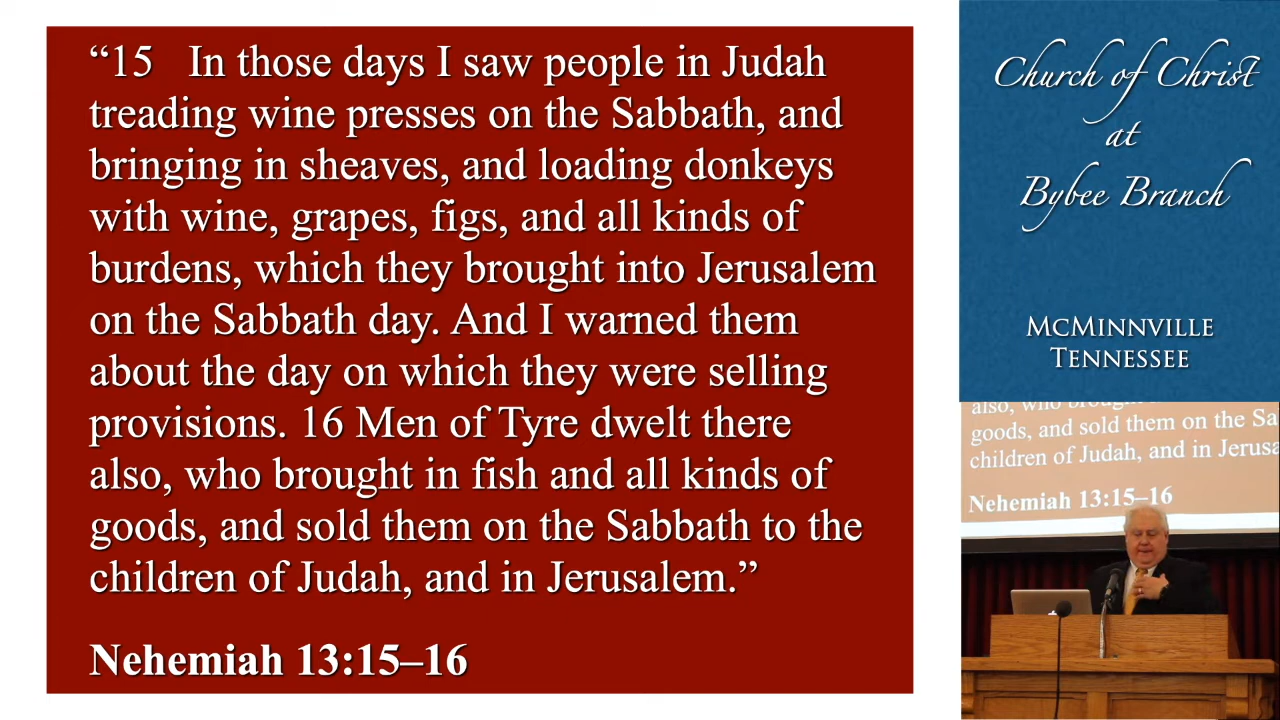 “15 In those days I saw people in Judah
treading wine presses on the Sabbath, and
bringing in sheaves, and loading donkeys
with wine, grapes, figs, and all kinds of
burdens, which they brought into Jerusalem
on the Sabbath day. And I warned them
about the day on which they were selling
provisions. 16 Men of Tyre dwelt there
also, who brought in fish and all kinds of
goods, and sold them on the Sabbath to the
children of Judah, and in Jerusalem.”
Nehemiah 13:15–16
Church of Christ
at
Bybee Branch
McMinnville
Tennessee
also, who brought
goods, and sold them on the Sa
children of Judah, and in Jerusa
Nehemiah 13:15–16